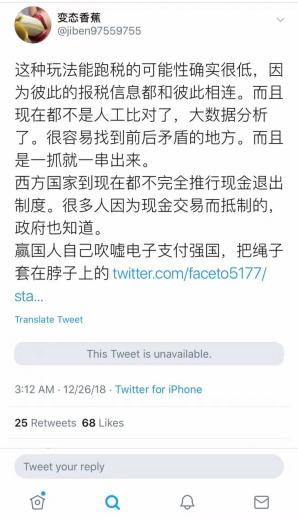 变态香蕉
@jiben97559755
这种玩法能跑税的可能性确实很低，因
为彼此的报税信息都和彼此相连。而且
现在都不是人工比对了，大数据分析
了。很容易找到前后矛盾的地方。而且
是一抓就一串出来。
西方国家到现在都不完全推行现金退出
制度。很多人因为现金交易而抵制的，
政府也知道。
赢国人自己吹嘘电子支付强国，把绳子
套在脖子上的 twitter.com/faceto5177/
sta...
Translate Tweet
This Tweet is unavailable.
3:12 AM · 12/26/18 · Twitter for iPhone
25 Retweets 68 Likes
Tweet your reply